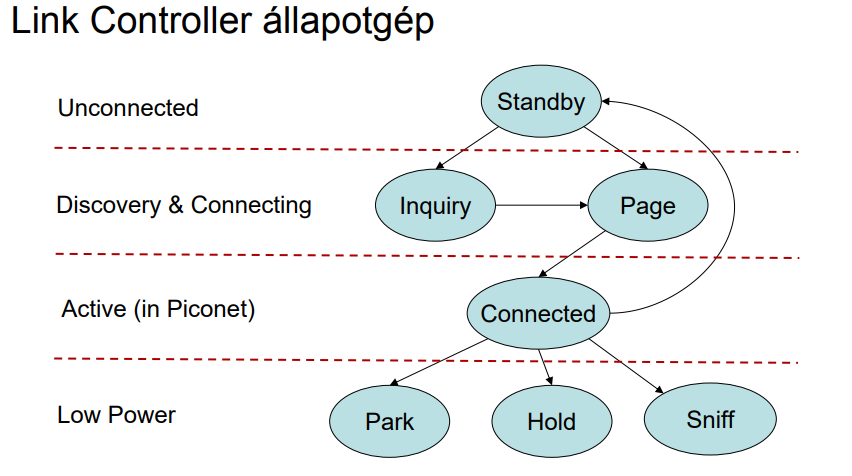 Link Controller állapotgép
Unconnected
Standby
Discovery & Connecting
Inquiry
Page
Active (in Piconet)
Connected
Low Power
Park
Hold
Sniff